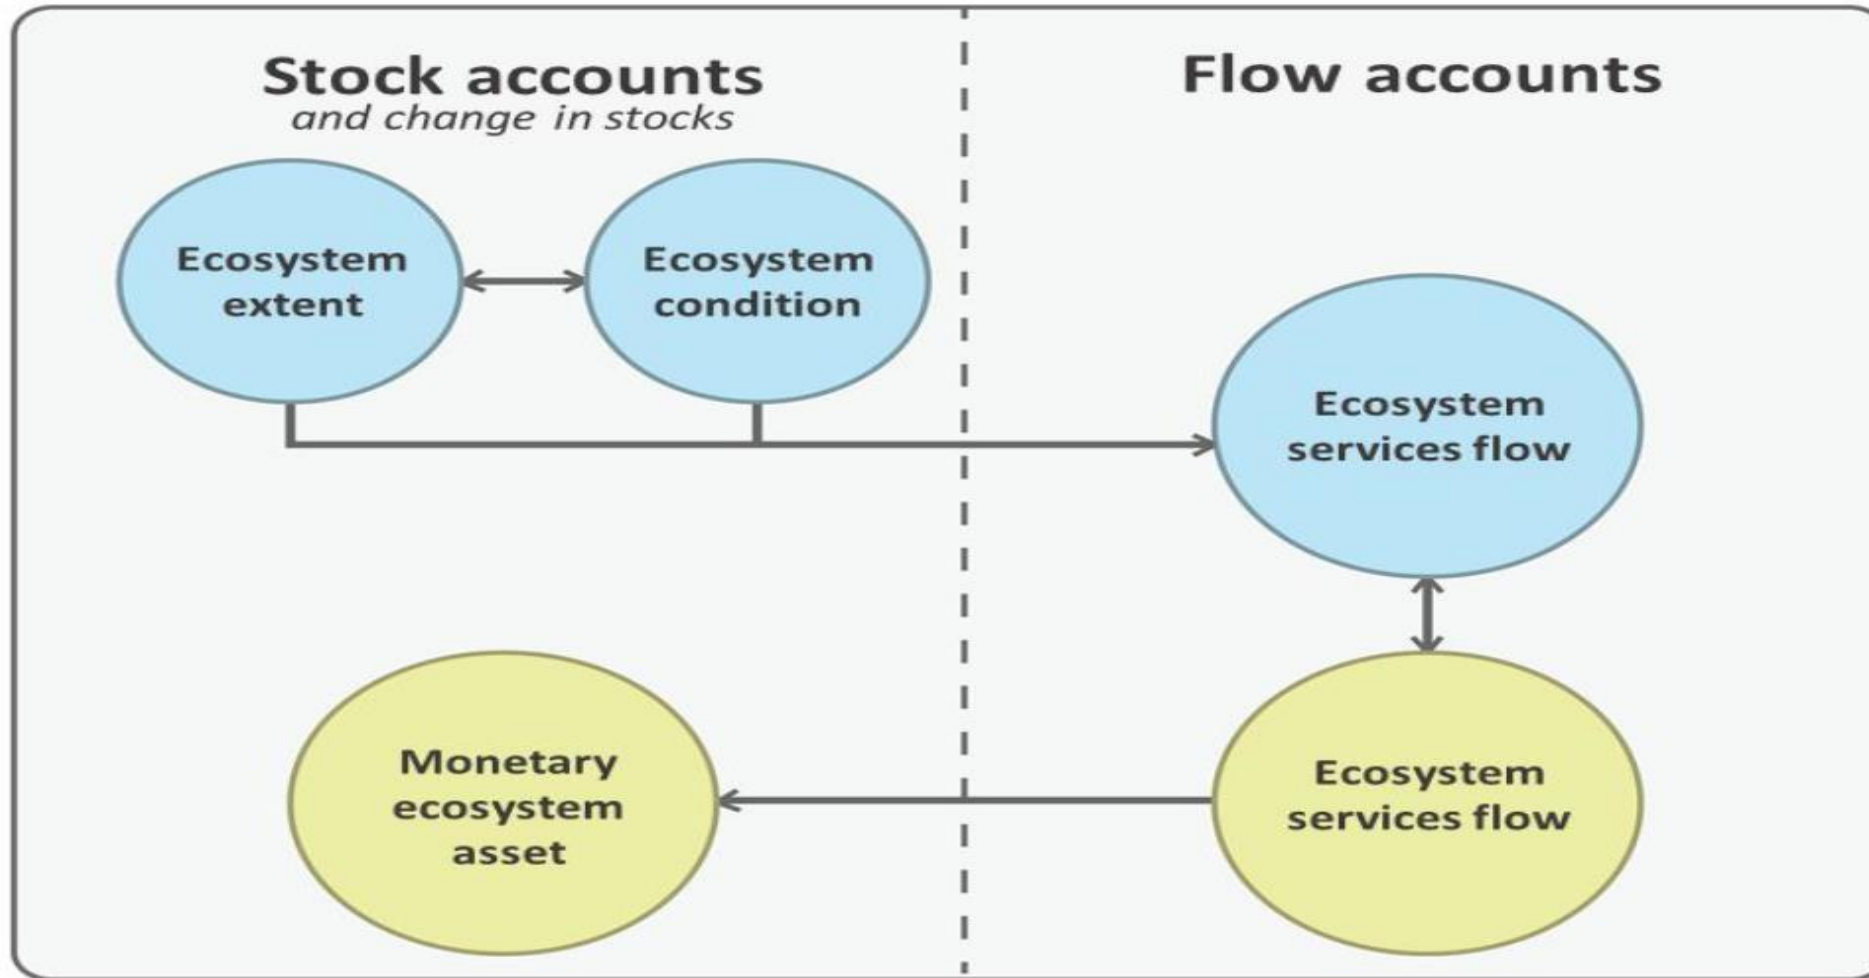 Stock accounts
and change in stocks
Flow accounts
Ecosystem
extent
Ecosystem
condition
Ecosystem
services flow
Monetary
ecosystem
asset
Ecosystem
services flow